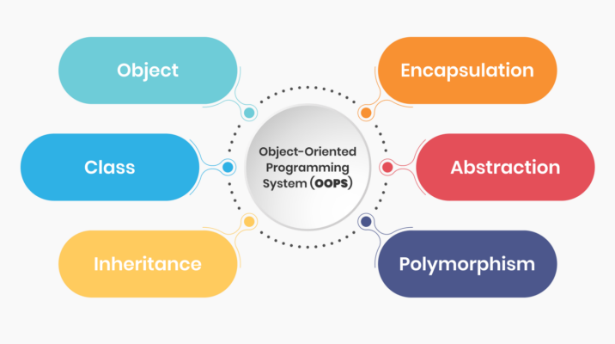 Object
Encapsulation
Object-Oriented
Programming
System (OOPS)
Class
Abstraction
Inheritance
Polymorphism